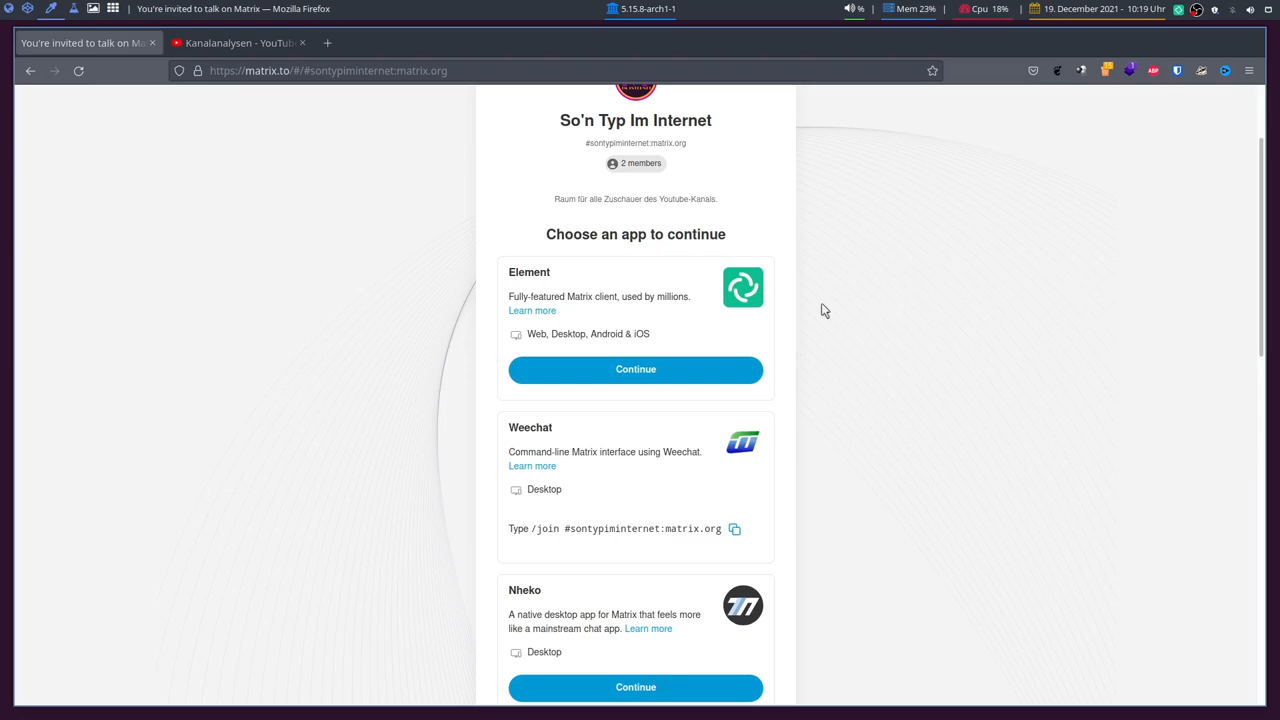 You're invited to talk on Matrix — Mozilla Firefox
5.15.8-arch1-1
%
Mem 23%
Cpu 18%
19. December 2021 - 10:19 Uhr
You're invited to talk on Ma
Kanalanalysen - YouTub
https://matrix.to/#/#sontypiminternet:matrix.org
15
1
ABP
So'n Typ Im Internet
#sontypiminternet:matrix.org
2 members
Raum für alle Zuschauer des Youtube-Kanals.
Choose an app to continue
Element
Fully-featured Matrix client, used by millions.
Learn more
Web, Desktop, Android & iOS
Continue
Weechat
Command-line Matrix interface using Weechat.
Learn more
Desktop
Type /join #sontypiminternet:matrix.org
Nheko
A native desktop app for Matrix that feels more
like a mainstream chat app. Learn more
Desktop
Continue